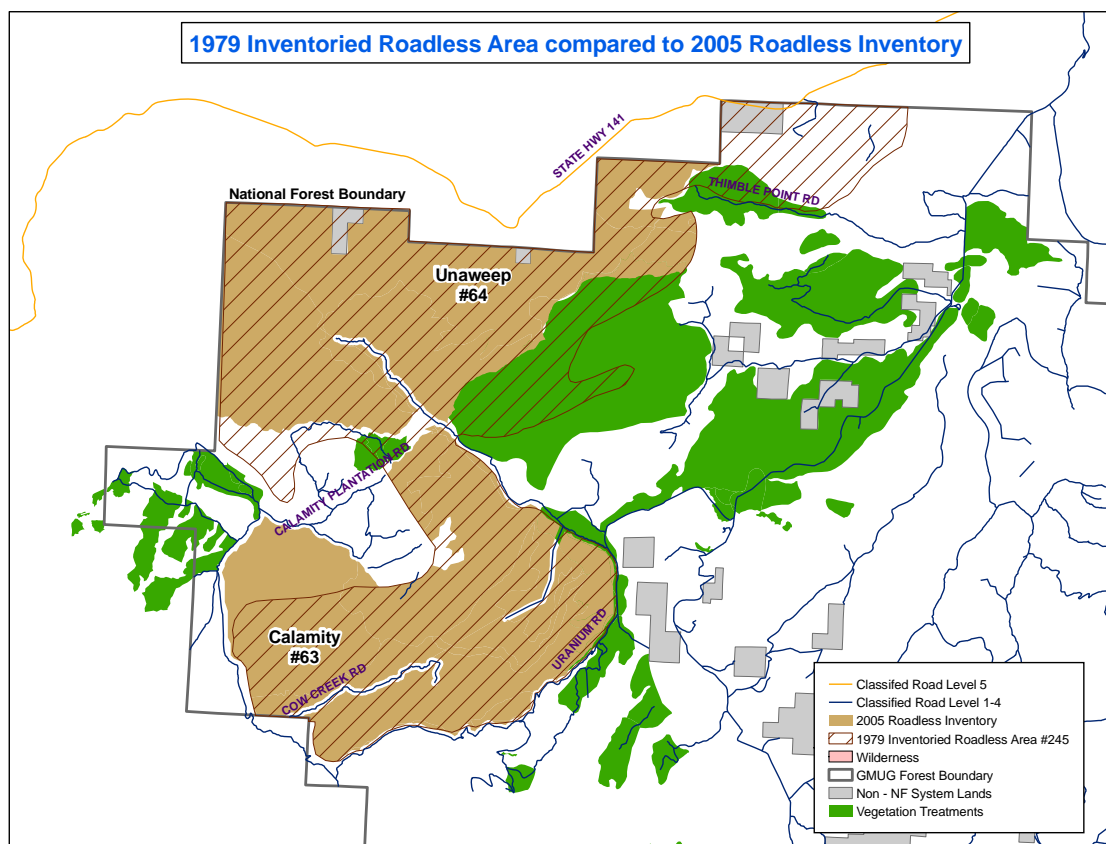 1979 Inventoried Roadless Area compared to 2005 Roadless Inventory
STATE HWY 141
THIMBLE POINT RD
National Forest Boundary
Unaweep
#64
CALAMITY PLANTATION RD
Calamity
#63
COW CREEK RD
URANIUM RD
Classifed Road Level 5
Classifed Road Level 1-4
2005 Roadless Inventory
1979 Inventoried Roadless Area #245
Wilderness
GMUG Forest Boundary
Non - NF System Lands
Vegetation Treatments